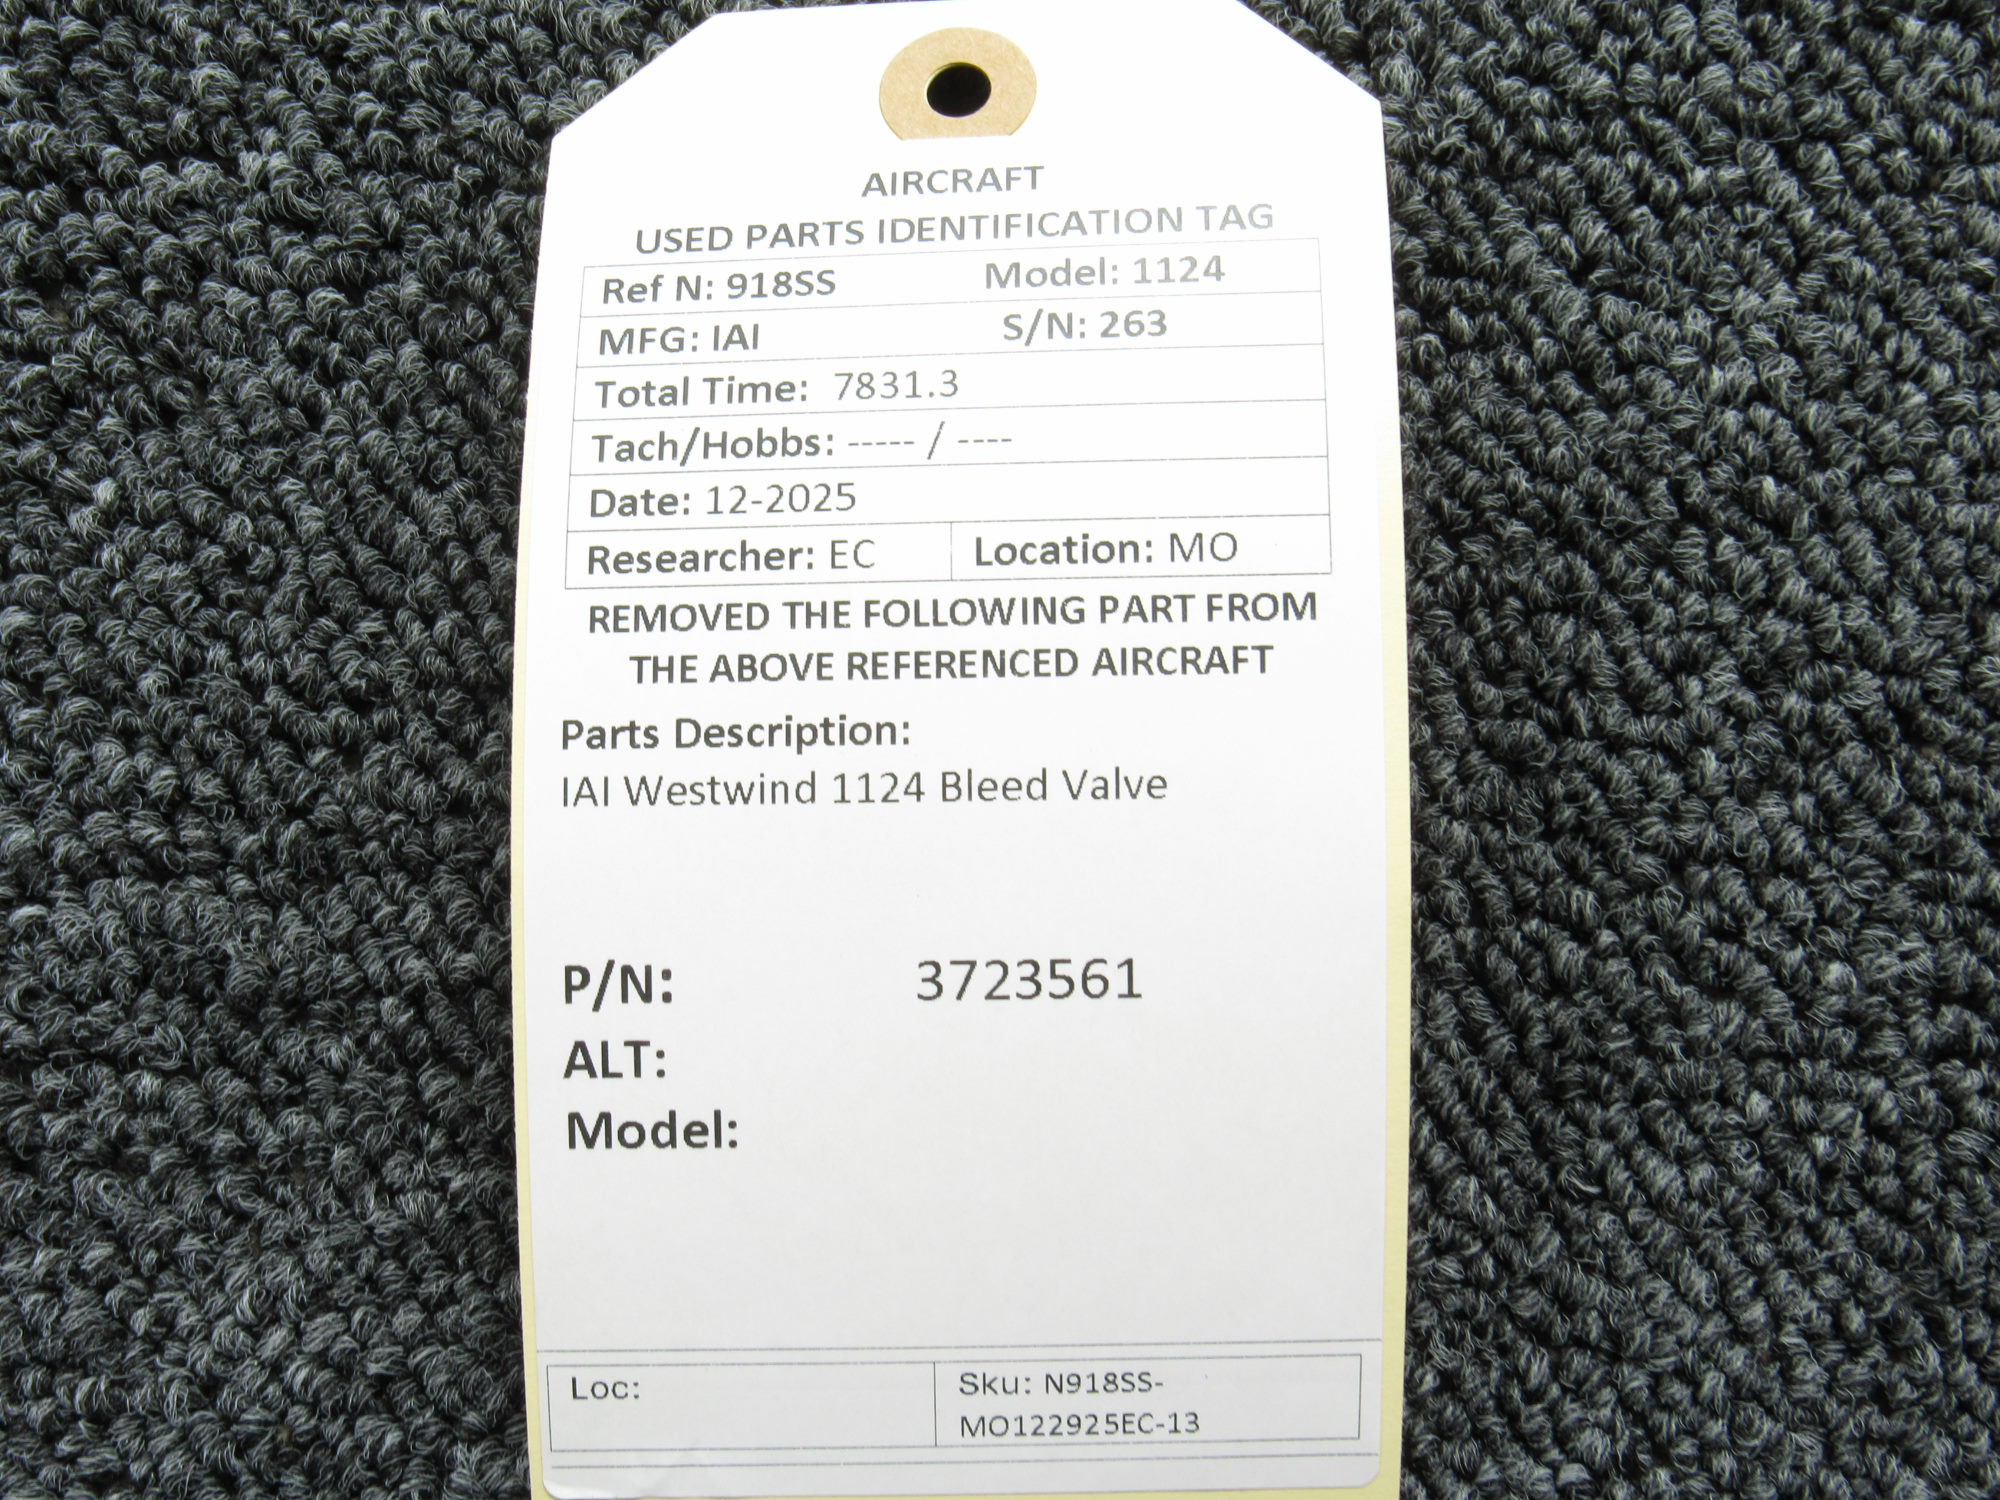 AIRCRAFT
USED PARTS IDENTIFICATION TAG
Ref N: 918SS Model: 1124
MFG: IAI S/N: 263
Total Time: 7831.3
Tach/Hobbs: ----- / ----
Date: 12-2025
Researcher: EC Location: MO
REMOVED THE FOLLOWING PART FROM
THE ABOVE REFERENCED AIRCRAFT
Parts Description:
IAI Westwind 1124 Bleed Valve
P/N: 3723561
ALT:
Model:
Loc: Sku: N918SS-
MO122925EC-13